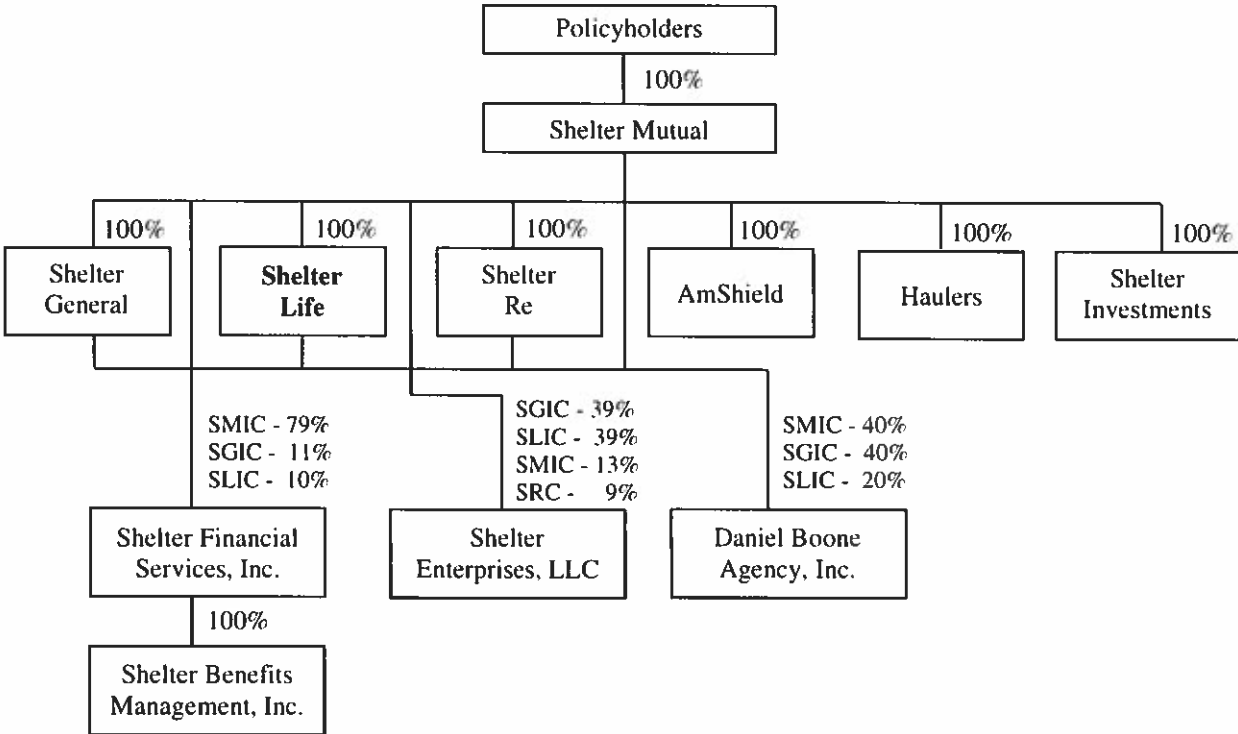 Policyholders
100%
Shelter Mutual
100%
100%
100%
100%
100%
100%
Shelter
General
Shelter
Life
Shelter
Re
AmShield
Haulers
Shelter
Investments
SMIC - 79%
SGIC - 11%
SLIC - 10%
SGIC - 39%
SLIC - 39%
SMIC - 13%
SRC - 9%
SMIC - 40%
SGIC - 40%
SLIC - 20%
Shelter Financial
Services, Inc.
Shelter
Enterprises, LLC
Daniel Boone
Agency, Inc.
100%
Shelter Benefits
Management, Inc.